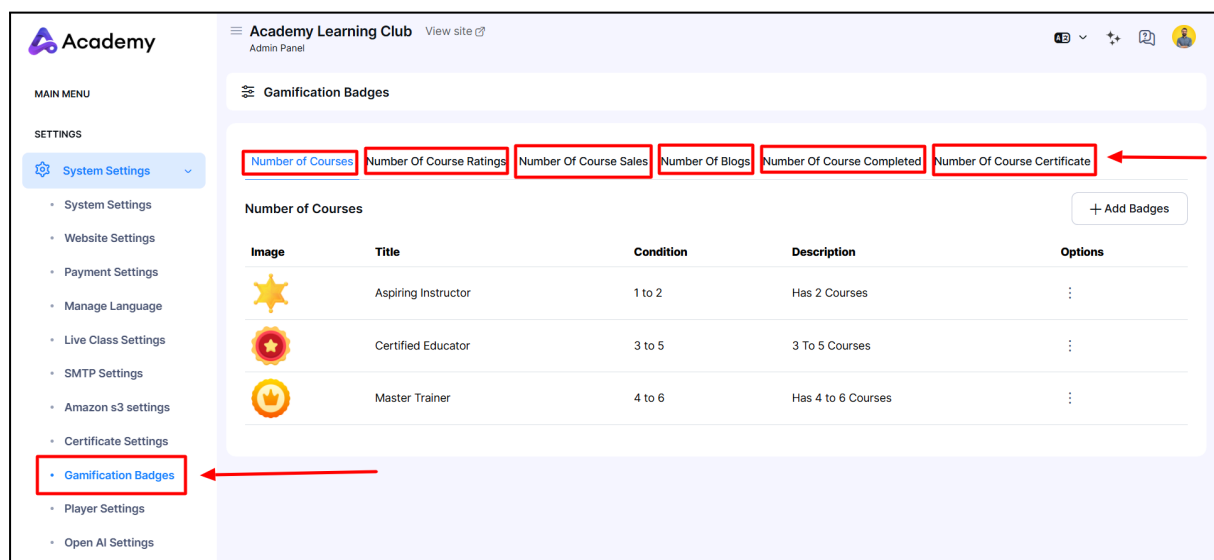 Academy
MAIN MENU
SETTINGS
System Settings
System Settings
Website Settings
Payment Settings
Manage Language
Live Class Settings
SMTP Settings
Amazon s3 settings
Certificate Settings
Gamification Badges
Player Settings
Open AI Settings
Academy Learning Club View site
Admin Panel
Gamification Badges
Number of Courses Number Of Course Ratings Number Of Course Sales Number Of Blogs Number Of Course Completed Number Of Course Certificate
Number of Courses + Add Badges
Image Title Condition Description Options
Aspiring Instructor 1 to 2 Has 2 Courses
Certified Educator 3 to 5 3 To 5 Courses
Master Trainer 4 to 6 Has 4 to 6 Courses